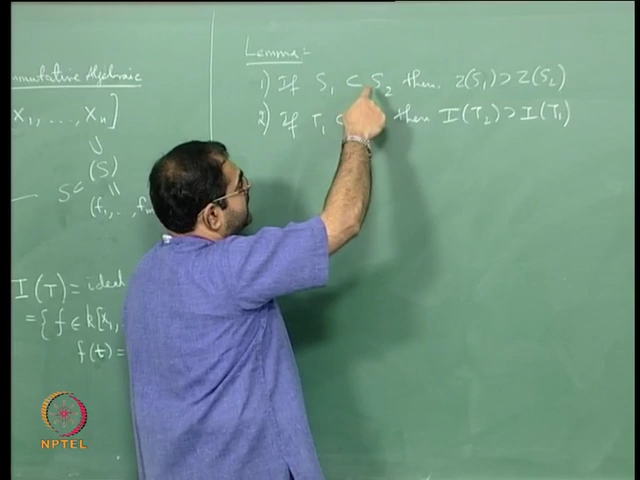 mmutative Algebraic
X₁, ..., Xₙ]
∪
(S)
S ⊂ ||
(f₁, .., fₘ
I(T) = ideal
= {f ∈ k[x₁, .
f(t) =
Lemma:-
1) If S₁ ⊂ S₂ then Z(S₁) ⊃ Z(S₂)
2) If T₁ ⊂ then I(T₂) ⊃ I(T₁)
NPTEL